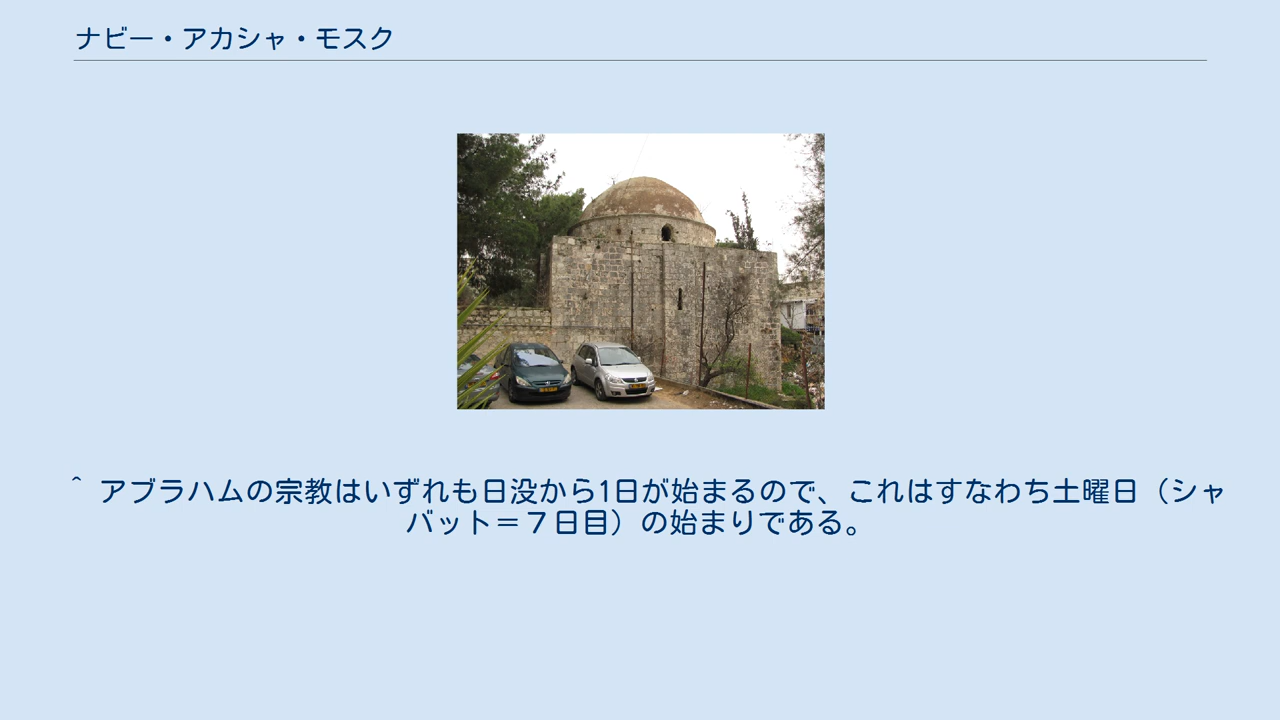 ナビー・アカシャ・モスク
^ アブラハムの宗教はいずれも日没から1日が始まるので、これはすなわち土曜日（シャ
バット＝７日目）の始まりである。